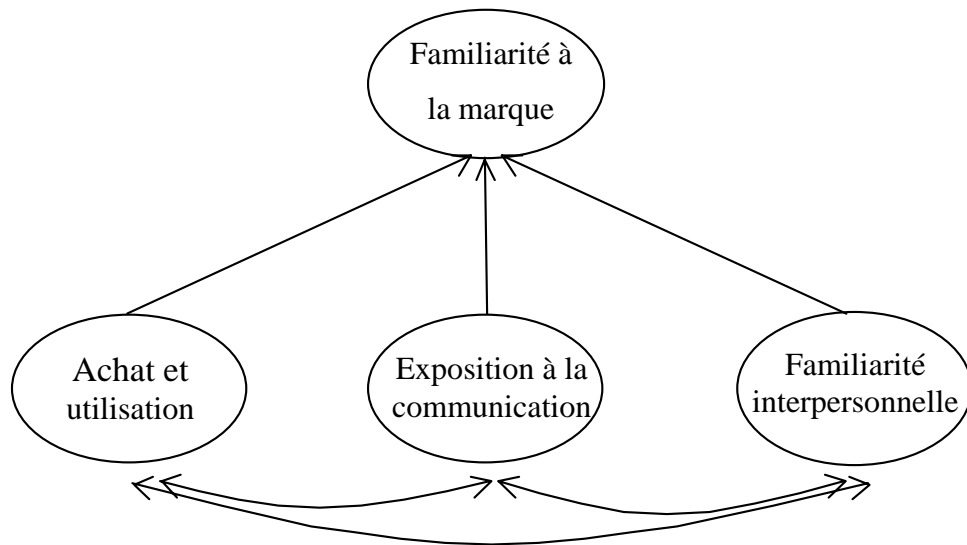 Familiarité à
la marque
Achat et
utilisation
Exposition à la
communication
Familiarité
interpersonnelle